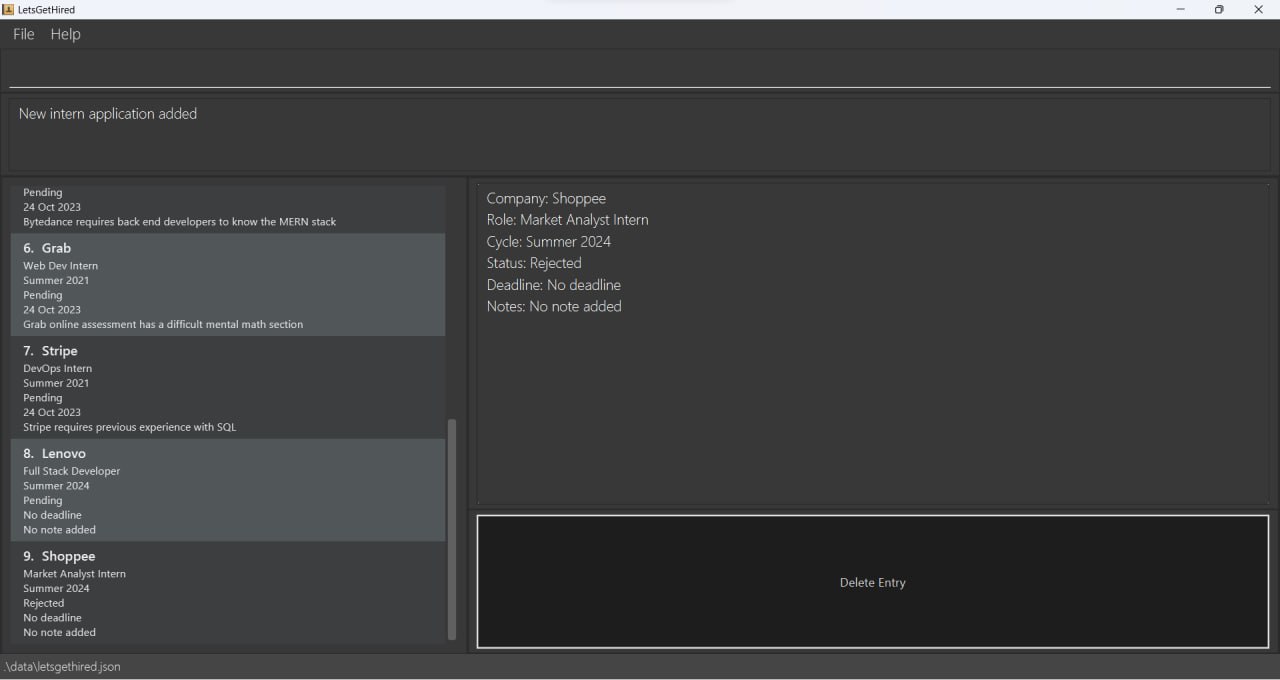 LetsGetHired
File Help
New intern application added
Pending
24 Oct 2023
Bytedance requires back end developers to know the MERN stack
6. Grab
Web Dev Intern
Summer 2021
Pending
24 Oct 2023
Grab online assessment has a difficult mental math section
7. Stripe
DevOps Intern
Summer 2021
Pending
24 Oct 2023
Stripe requires previous experience with SQL
8. Lenovo
Full Stack Developer
Summer 2024
Pending
No deadline
No note added
9. Shoppee
Market Analyst Intern
Summer 2024
Rejected
No deadline
No note added
Company: Shoppee
Role: Market Analyst Intern
Cycle: Summer 2024
Status: Rejected
Deadline: No deadline
Notes: No note added
Delete Entry
.\data\letsgethired.json